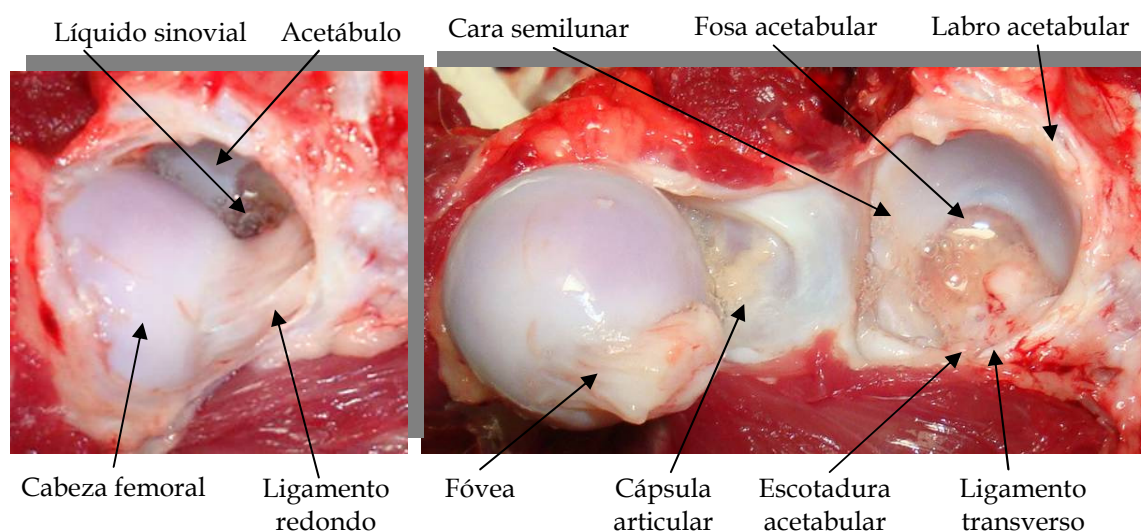 Líquido sinovial
Acetábulo
Cara semilunar
Fosa acetabular
Labro acetabular
Cabeza femoral
Ligamento
redondo
Fóvea
Cápsula
articular
Escotadura
acetabular
Ligamento
transverso